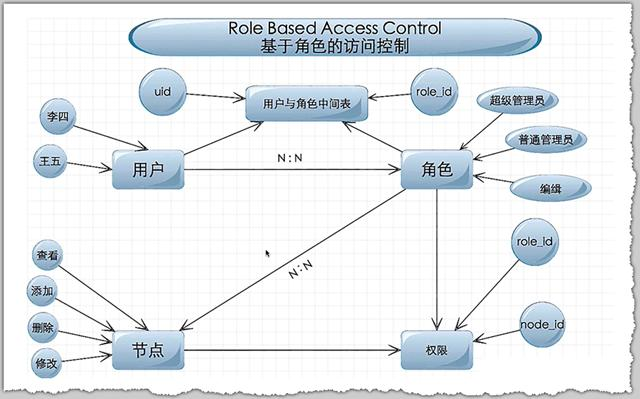 Role Based Access Control
基于角色的访问控制
uid
用户与角色中间表
role_id
超级管理员
李四
普通管理员
王五
用户
N:N
角色
编缉
查看
N:N
role_id
添加
删除
node_id
修改
节点
权限